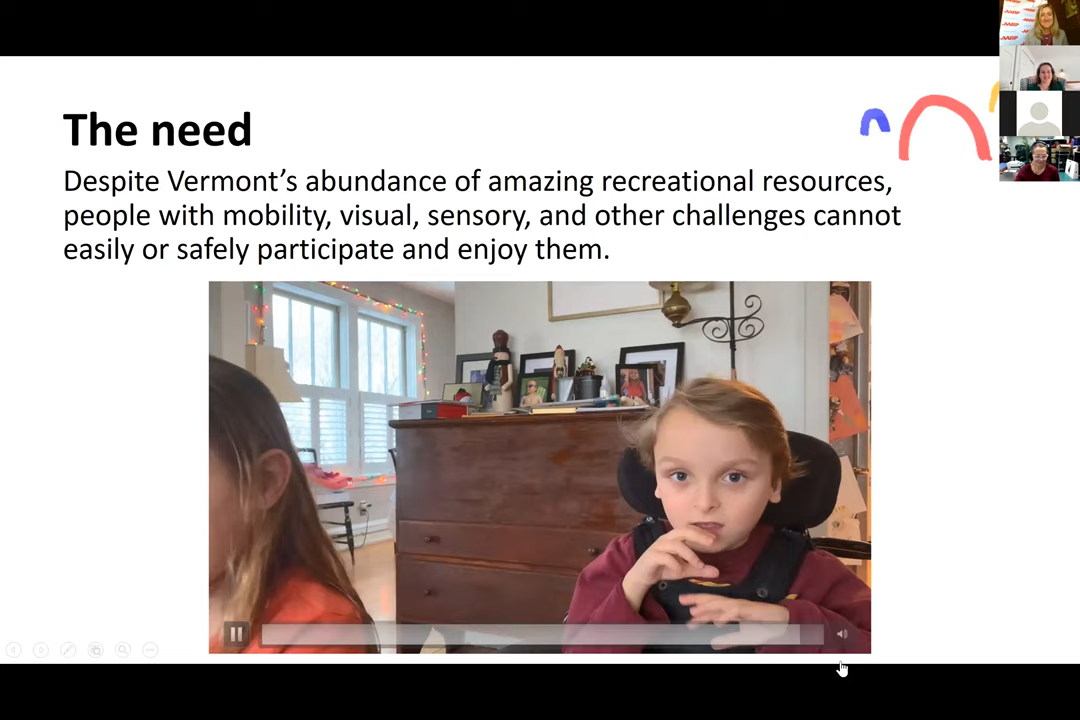 The need
Despite Vermont’s abundance of amazing recreational resources,
people with mobility, visual, sensory, and other challenges cannot
easily or safely participate and enjoy them.
AARP